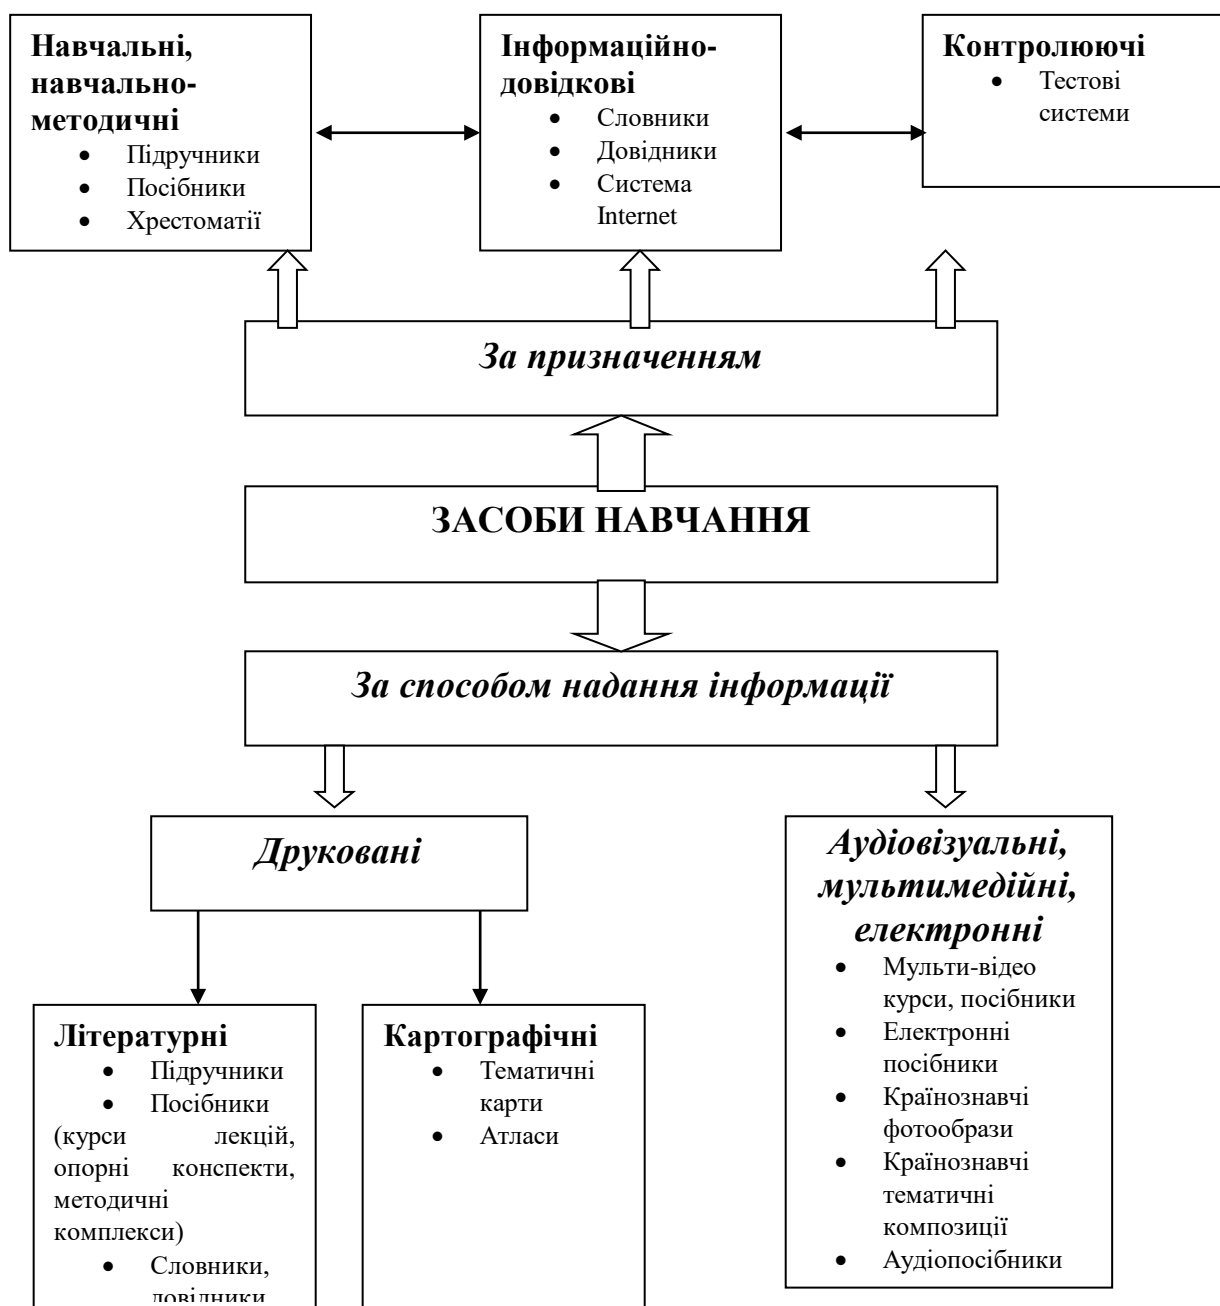 Навчальні,
навчально-
методичні
• Підручники
• Посібники
• Хрестоматії
Інформаційно-
довідкові
• Словники
• Довідники
• Система
Internet
Контролюючі
• Тестові
системи
За призначенням
ЗАСОБИ НАВЧАННЯ
За способом надання інформації
Друковані
Аудіовізуальні,
мультимедійні,
електронні
• Мульти-відео
курси, посібники
• Електронні
посібники
• Країнознавчі
фотообрази
• Країнознавчі
тематичні
композиції
• Аудіопосібники
Літературні
• Підручники
• Посібники
(курси лекцій,
опорні конспекти,
методичні
комплекси)
• Словники,
довідники
Картографічні
• Тематичні
карти
• Атласи